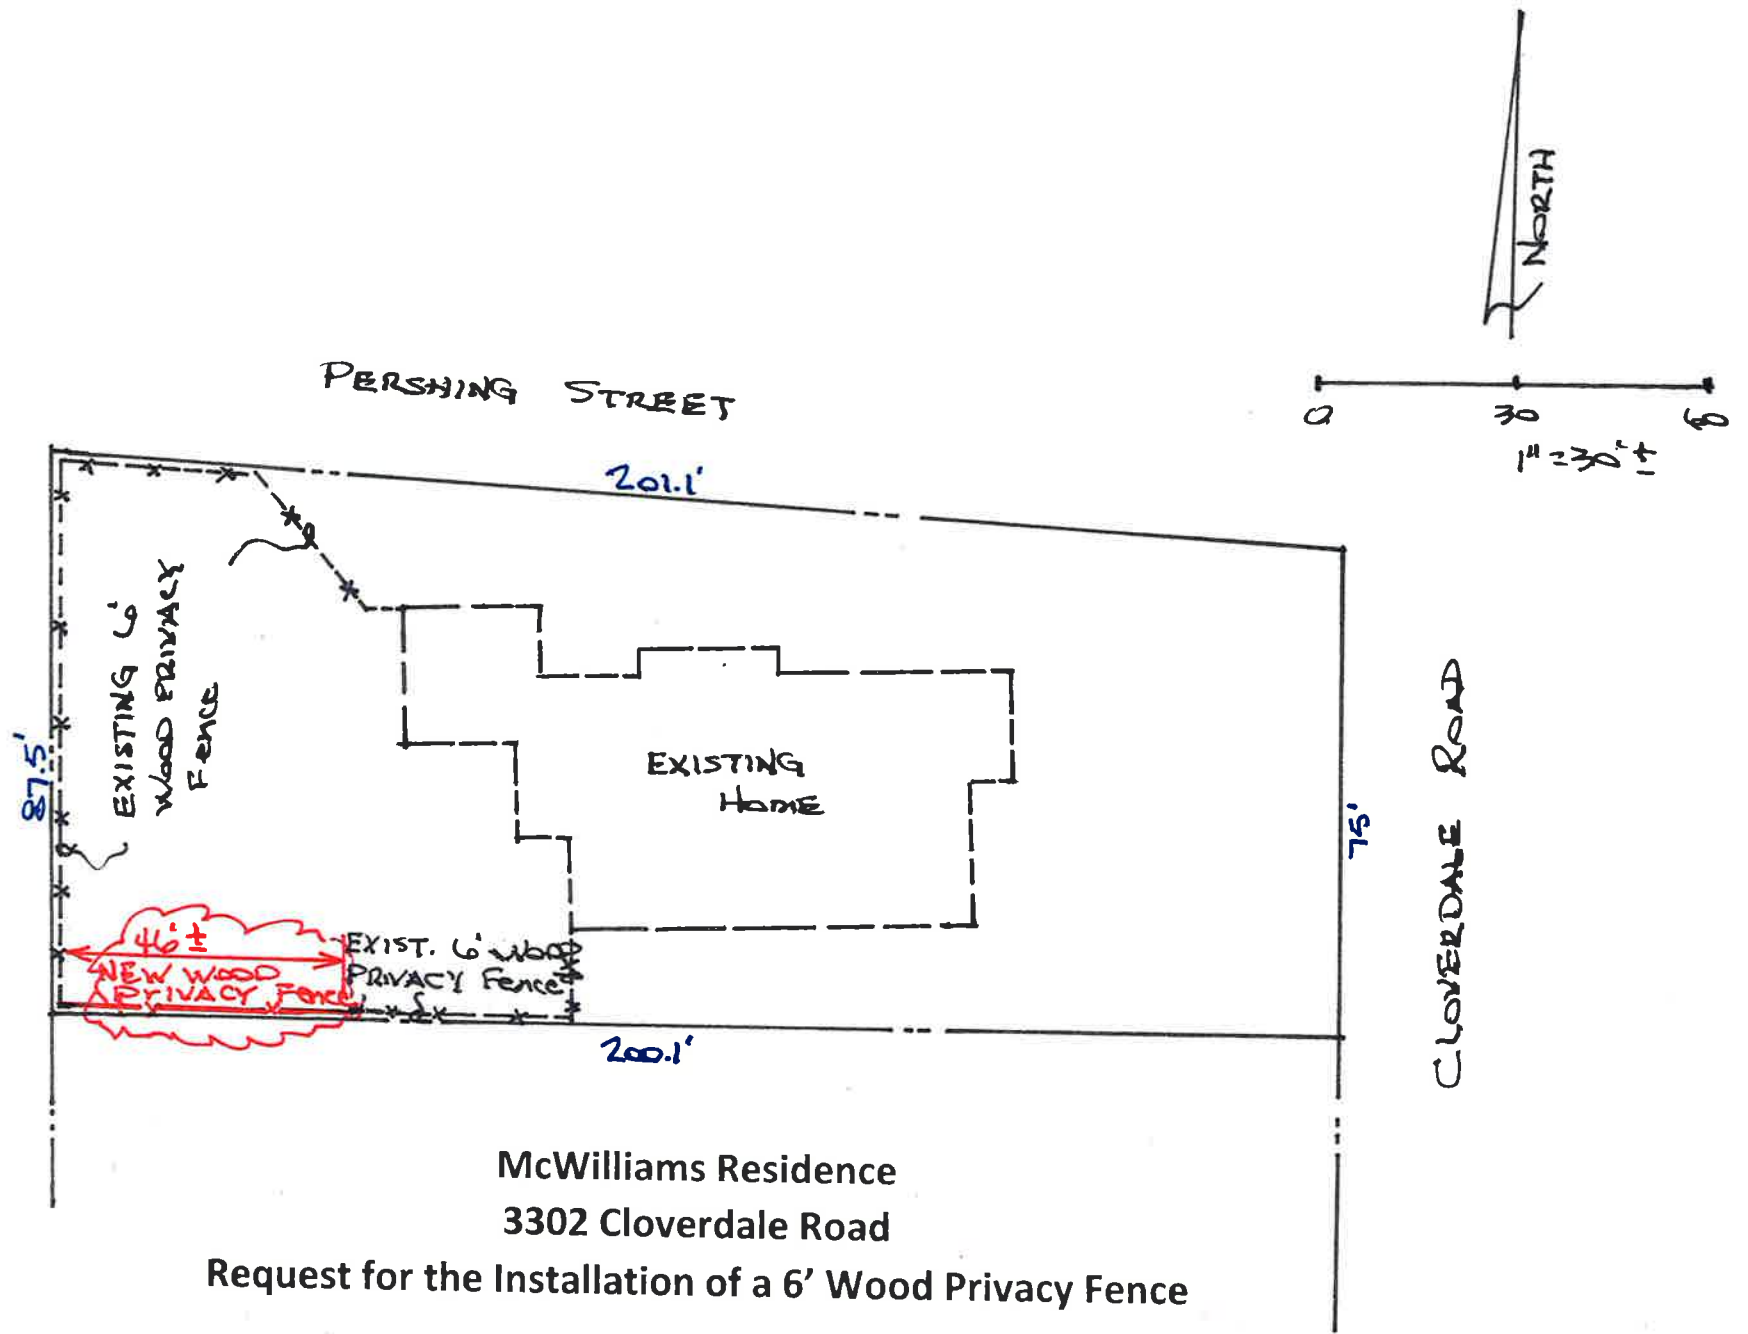 NORTH
0 30 60
1" = 30' ±
PERSHING STREET
201.1'
EXISTING 6'
WOOD PRIVACY
Fence
87.5'
EXISTING
HOME
75'
CLOVERDALE ROAD
46' ±
NEW WOOD
PRIVACY Fence
EXIST. 6' WOOD
PRIVACY Fence
200.1'
McWilliams Residence
3302 Cloverdale Road
Request for the Installation of a 6' Wood Privacy Fence